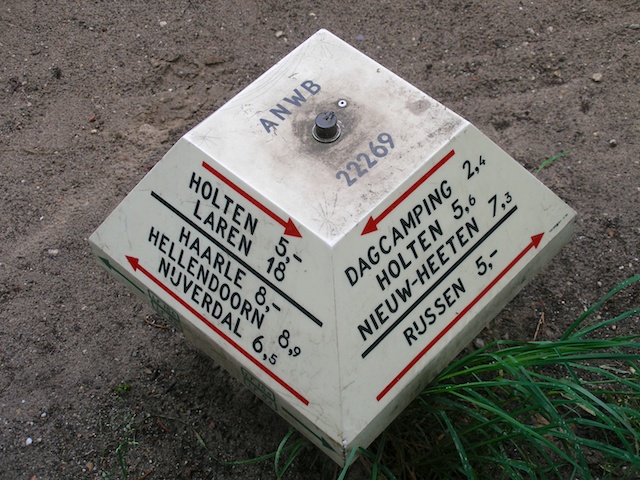 ANWB
22269
HOLTEN 5,-
LAREN 18
HAARLE 8,-
HELLENDOORN 8,9
NIJVERDAL 6,5
DAGCAMPING 2,4
HOLTEN 5,6
NIEUW-HEETEN 7,3
RIJSSEN 5,-